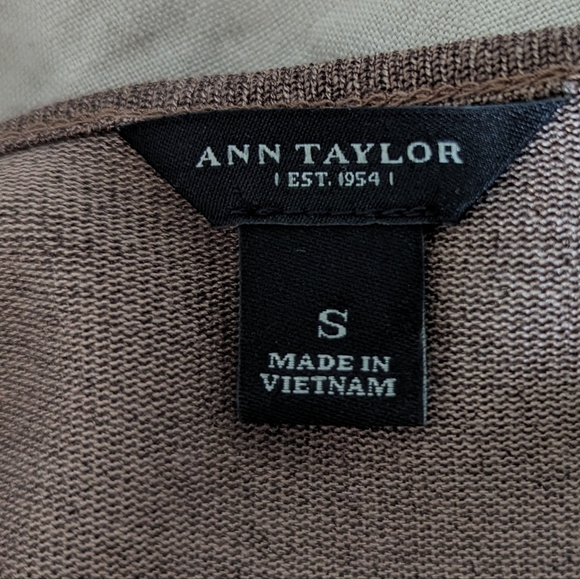 ANN TAYLOR
| EST. 1954 |
S
MADE IN
VIETNAM